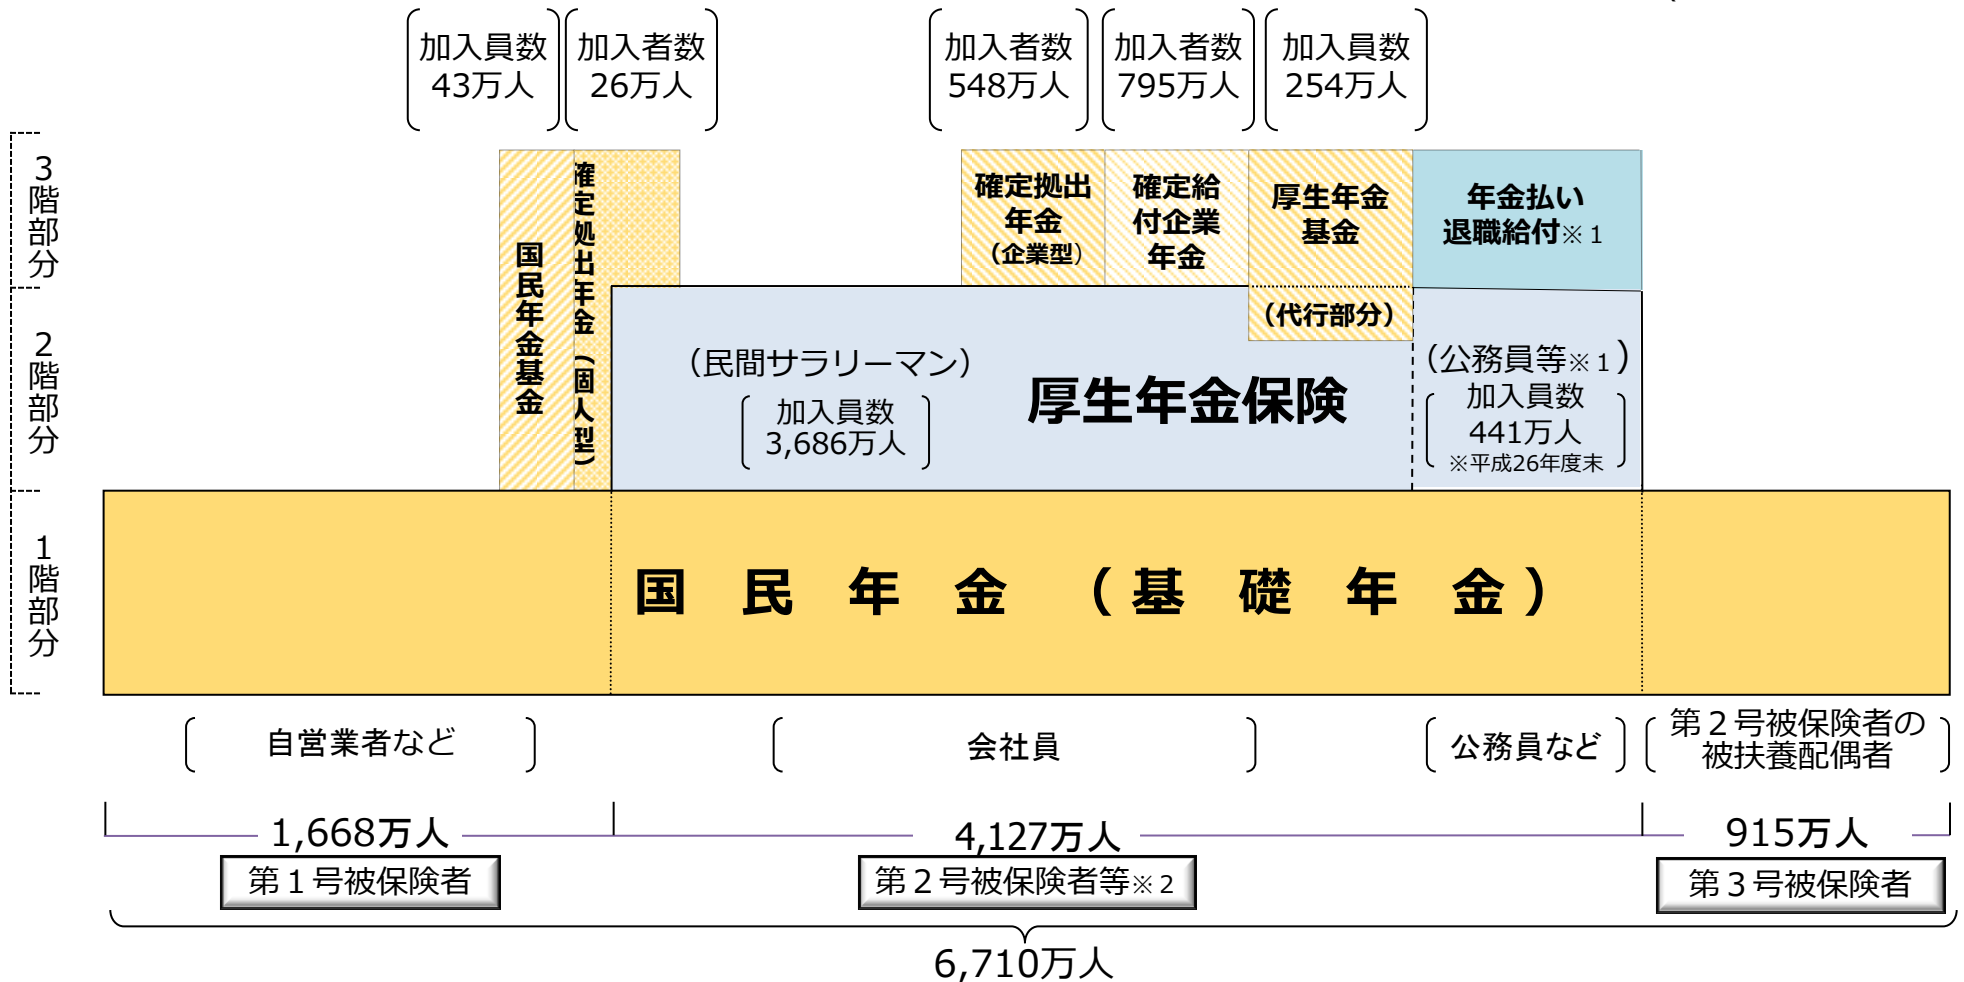 加入員数
43万人
加入者数
26万人
加入者数
548万人
加入者数
795万人
加入員数
254万人
3階部分
2階部分
1階部分
国民年金基金
確定拠出年金（個人型）
確定拠出
年金
（企業型）
確定給
付企業
年金
厚生年金
基金
（代行部分）
年金払い
退職給付※１
（民間サラリーマン）
加入員数
3,686万人
厚生年金保険
（公務員等※１）
加入員数
441万人
※平成26年度末
国民年金（基礎年金）
自営業者など
会社員
公務員など
第２号被保険者の
被扶養配偶者
1,668万人
4,127万人
915万人
第１号被保険者
第２号被保険者等※２
第３号被保険者
6,710万人